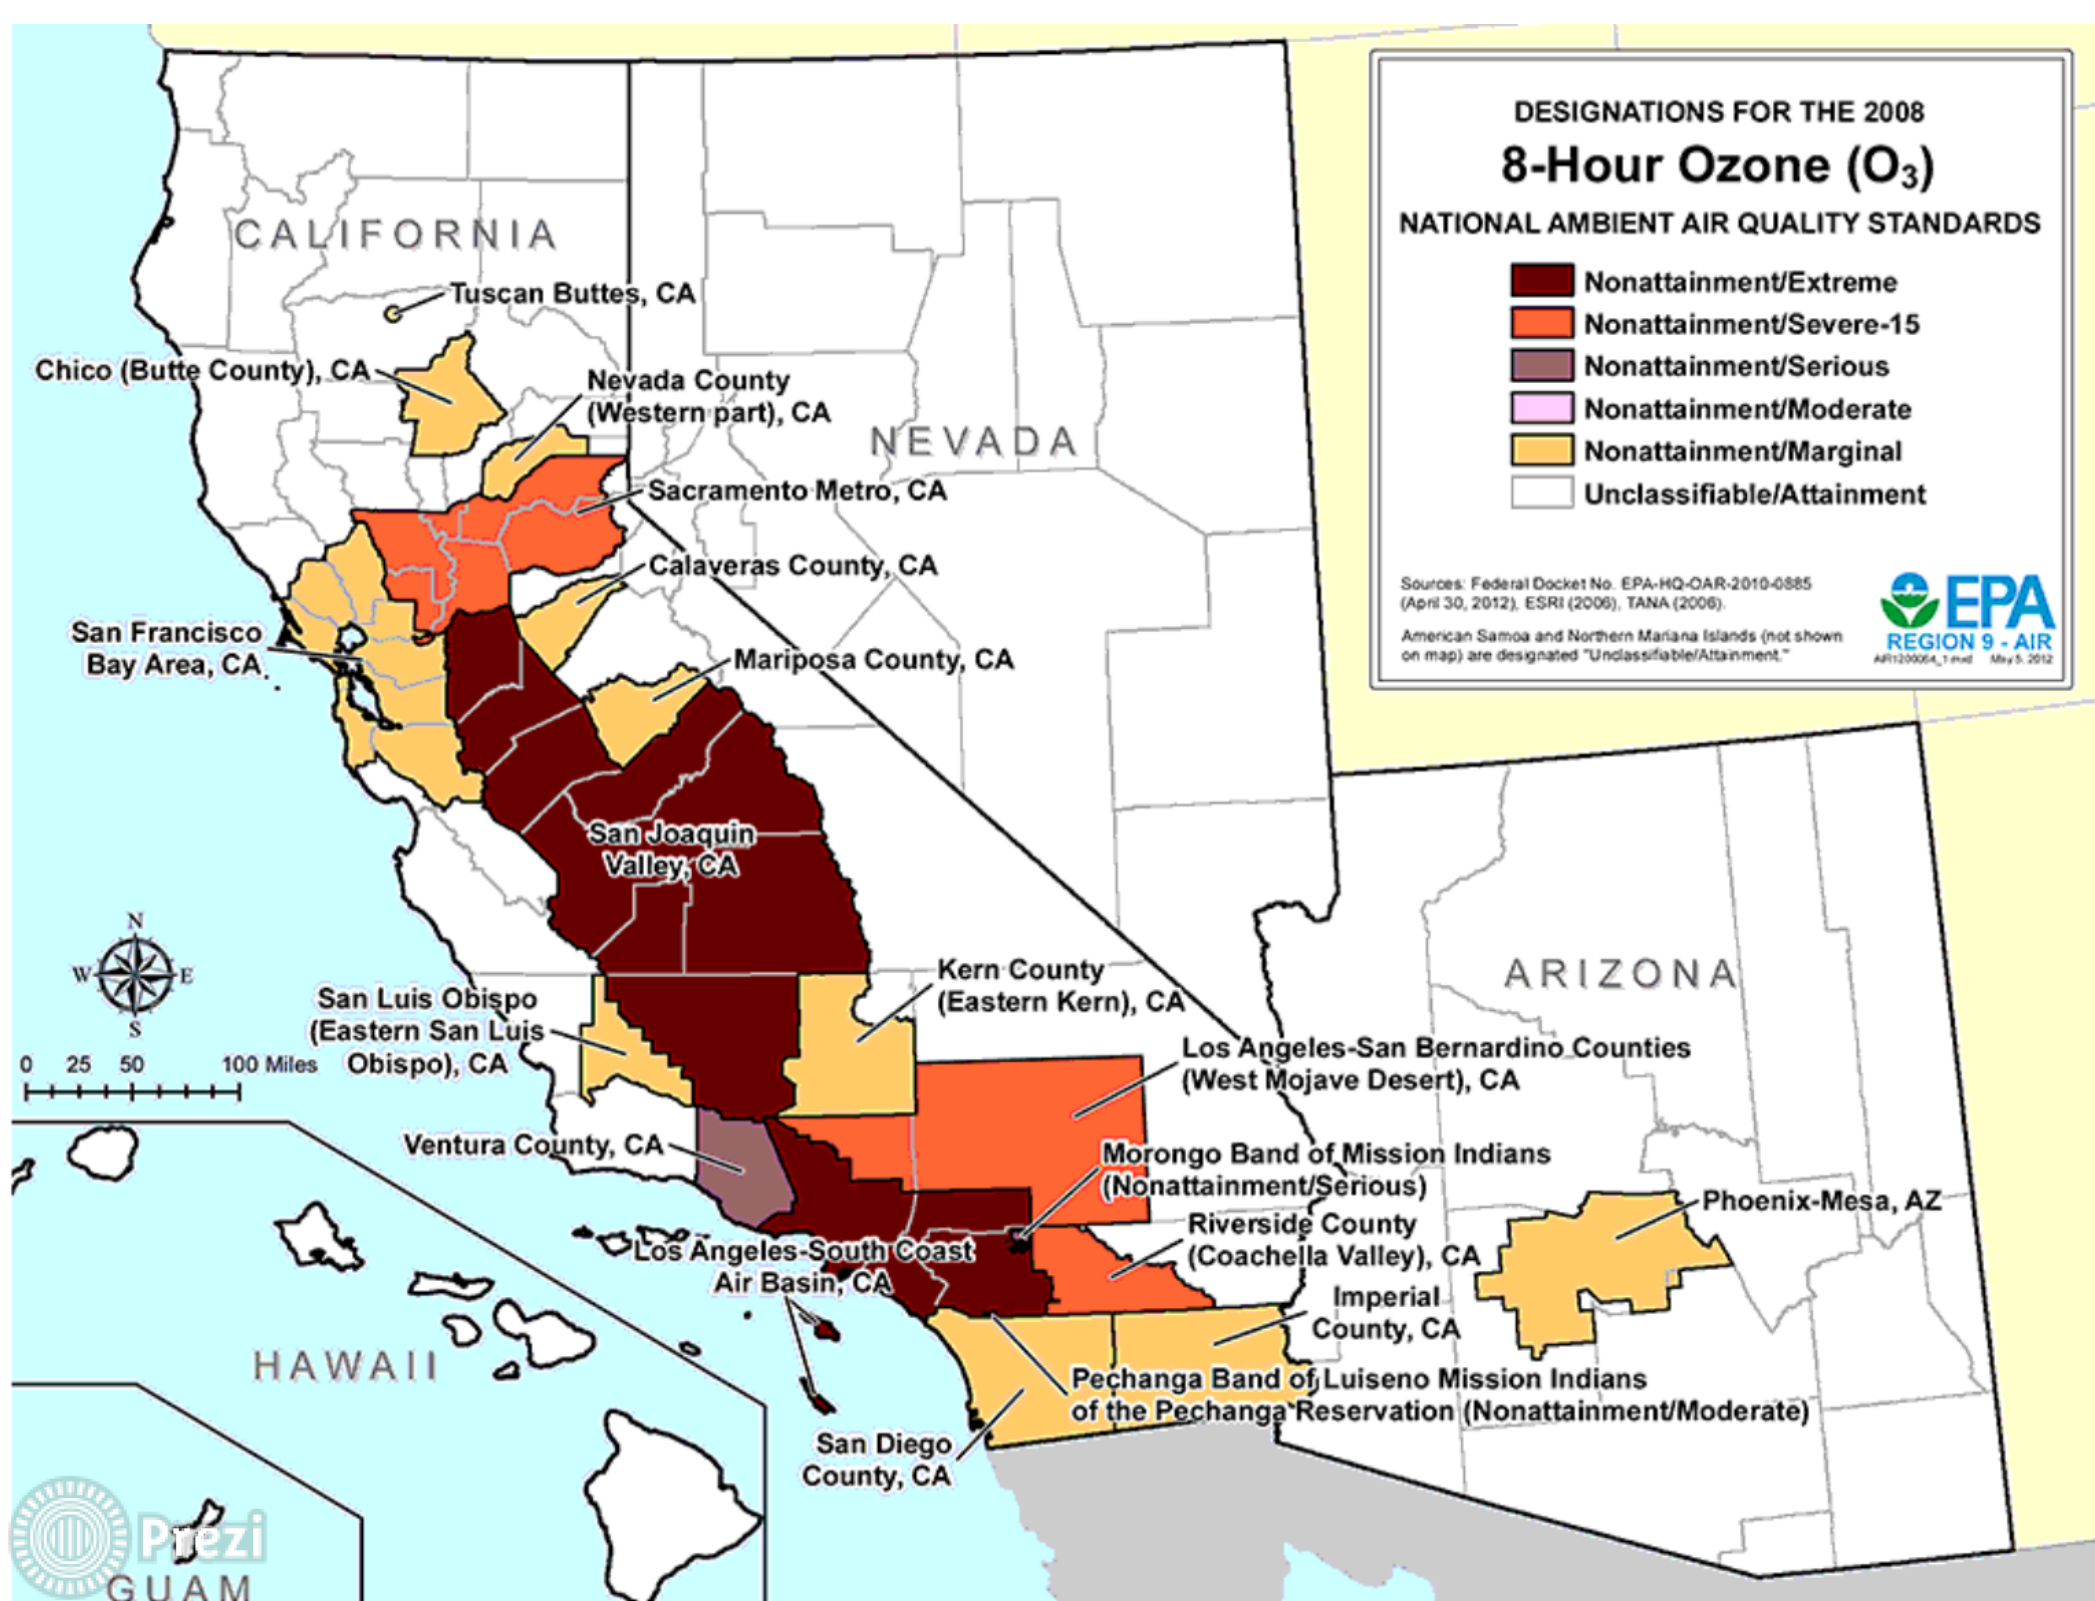 DESIGNATIONS FOR THE 2008
8-Hour Ozone (O₃)
NATIONAL AMBIENT AIR QUALITY STANDARDS
Nonattainment/Extreme
Nonattainment/Severe-15
Nonattainment/Serious
Nonattainment/Moderate
Nonattainment/Marginal
Unclassifiable/Attainment
Sources: Federal Docket No. EPA-HQ-OAR-2010-0885
(April 30, 2012), ESRI (2006), TANA (2006).
American Samoa and Northern Mariana Islands (not shown
on map) are designated "Unclassifiable/Attainment."
EPA
REGION 9 - AIR
AIR1200064_1.mxd May 5, 2012
CALIFORNIA
Tuscan Buttes, CA
Chico (Butte County), CA
Nevada County
(Western part), CA
NEVADA
Sacramento Metro, CA
Calaveras County, CA
San Francisco
Bay Area, CA
Mariposa County, CA
San Joaquin
Valley, CA
N
W
E
S
0 25 50 100 Miles
San Luis Obispo
(Eastern San Luis
Obispo), CA
Kern County
(Eastern Kern), CA
ARIZONA
Los Angeles-San Bernardino Counties
(West Mojave Desert), CA
Ventura County, CA
Morongo Band of Mission Indians
(Nonattainment/Serious)
Phoenix-Mesa, AZ
Riverside County
(Coachella Valley), CA
Los Angeles-South Coast
Air Basin, CA
Imperial
County, CA
HAWAII
Pechanga Band of Luiseno Mission Indians
of the Pechanga Reservation (Nonattainment/Moderate)
San Diego
County, CA
Prezi
GUAM